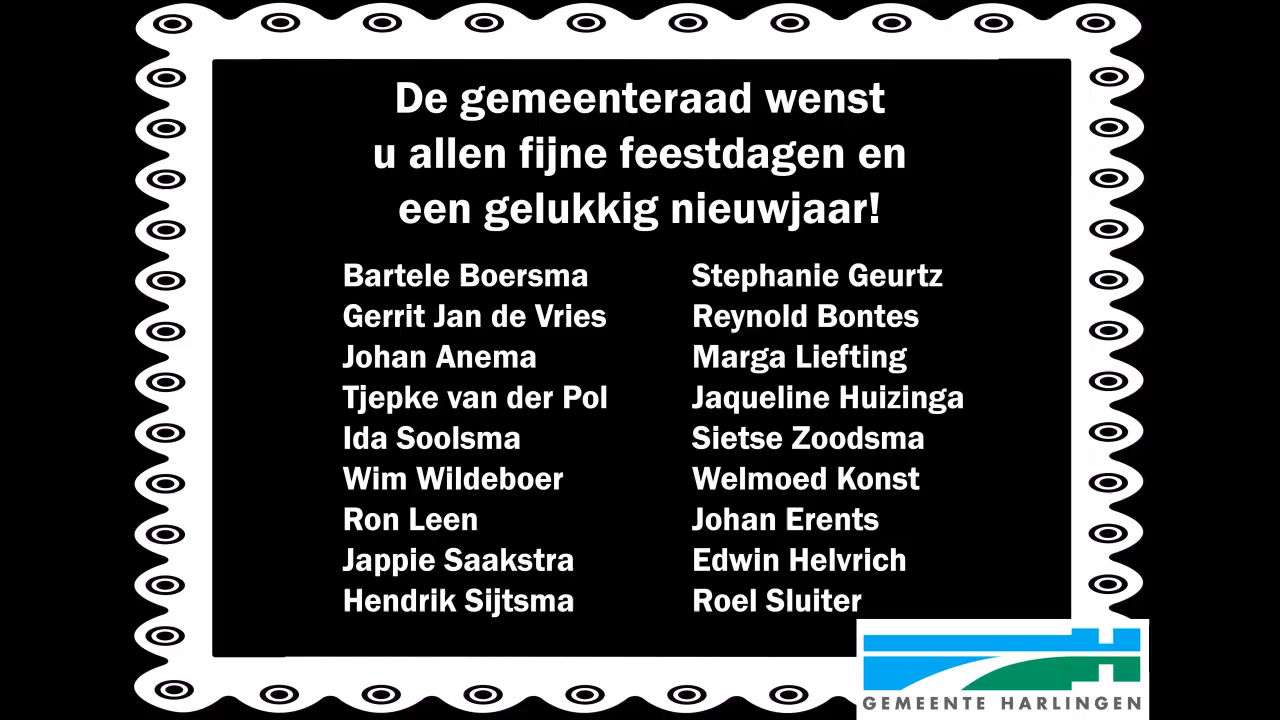 De gemeenteraad wenst
u allen fijne feestdagen en
een gelukkig nieuwjaar!
Bartele Boersma
Gerrit Jan de Vries
Johan Anema
Tjepke van der Pol
Ida Soolsma
Wim Wildeboer
Ron Leen
Jappie Saakstra
Hendrik Sijtsma
Stephanie Geurtz
Reynold Bontes
Marga Liefting
Jaqueline Huizinga
Sietse Zoodsma
Welmoed Konst
Johan Erents
Edwin Helvrich
Roel Sluiter
GEMEENTE HARLINGEN